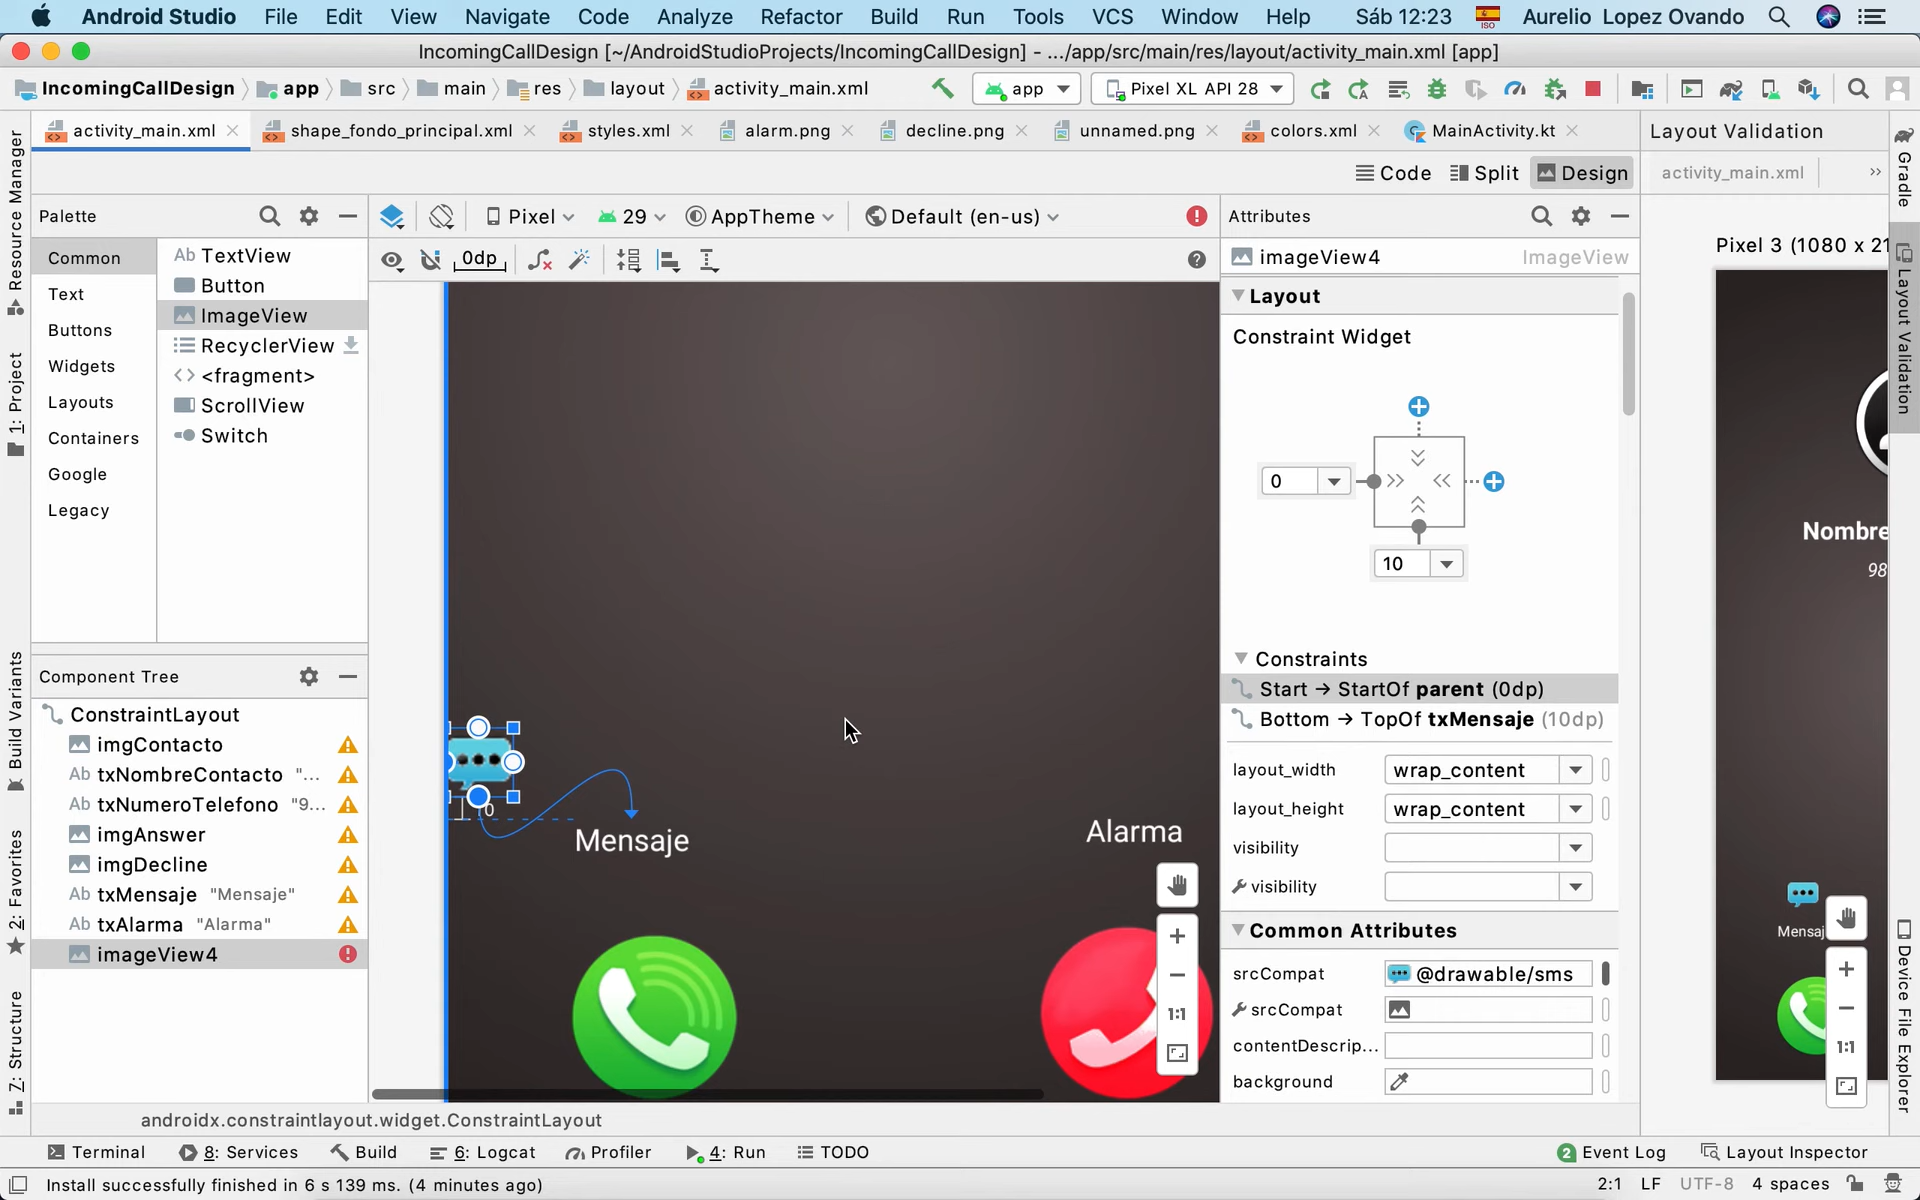 Android Studio File Edit View Navigate Code Analyze Refactor Build Run Tools VCS Window Help Sáb 12:23 ISO Aurelio Lopez Ovando
IncomingCallDesign [~/AndroidStudioProjects/IncomingCallDesign] - .../app/src/main/res/layout/activity_main.xml [app]
IncomingCallDesign app src main res layout activity_main.xml app Pixel XL API 28
activity_main.xml shape_fondo_principal.xml styles.xml alarm.png decline.png unnamed.png colors.xml MainActivity.kt Layout Validation
Code Split Design activity_main.xml
Palette Pixel 29 AppTheme Default (en-us) Attributes
Common
Text
Buttons
Widgets
Layouts
Containers
Google
Legacy
Ab TextView
Button
ImageView
RecyclerView
<> <fragment>
ScrollView
Switch
0dp
imageView4 ImageView
Layout
Constraint Widget
0
10
Constraints
Start → StartOf parent (0dp)
Bottom → TopOf txMensaje (10dp)
layout_width wrap_content
layout_height wrap_content
visibility
visibility
Common Attributes
srcCompat @drawable/sms
srcCompat
contentDescrip...
background
Component Tree
ConstraintLayout
imgContacto
Ab txNombreContacto "...
Ab txNumeroTelefono "9...
imgAnswer
imgDecline
Ab txMensaje "Mensaje"
Ab txAlarma "Alarma"
imageView4
Mensaje
Alarma
1:1
Pixel 3 (1080 x 21
Nombre
98
Mensaj
1:1
Resource Manager
1: Project
Build Variants
2: Favorites
Z: Structure
Gradle
Layout Validation
Device File Explorer
androidx.constraintlayout.widget.ConstraintLayout
Terminal 8: Services Build 6: Logcat Profiler 4: Run TODO 2 Event Log Layout Inspector
Install successfully finished in 6 s 139 ms. (4 minutes ago) 2:1 LF UTF-8 4 spaces